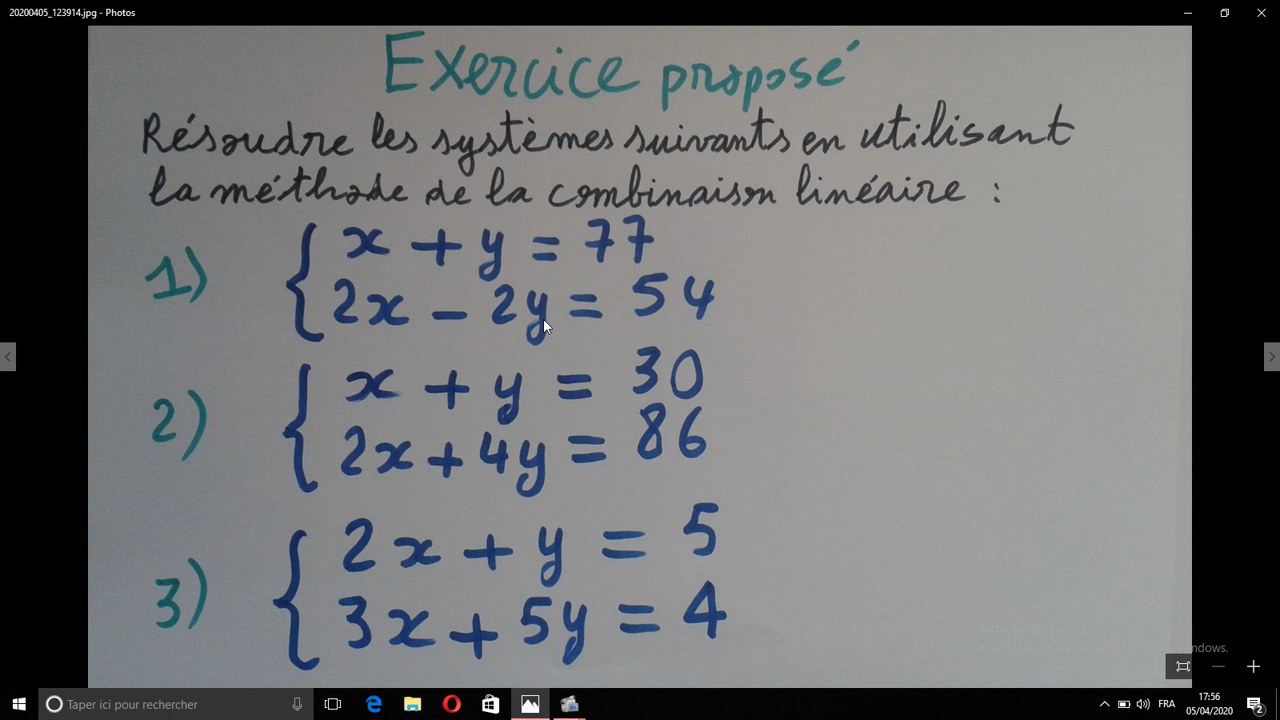 20200405_123914.jpg - Photos
Exercice proposé
Résoudre les systèmes suivants en utilisant
la méthode de la combinaison linéaire :
1) { x + y = 77
2x - 2y = 54
2) { x + y = 30
2x + 4y = 86
3) { 2x + y = 5
3x + 5y = 4
Taper ici pour rechercher
FRA
17:56
05/04/2020
2